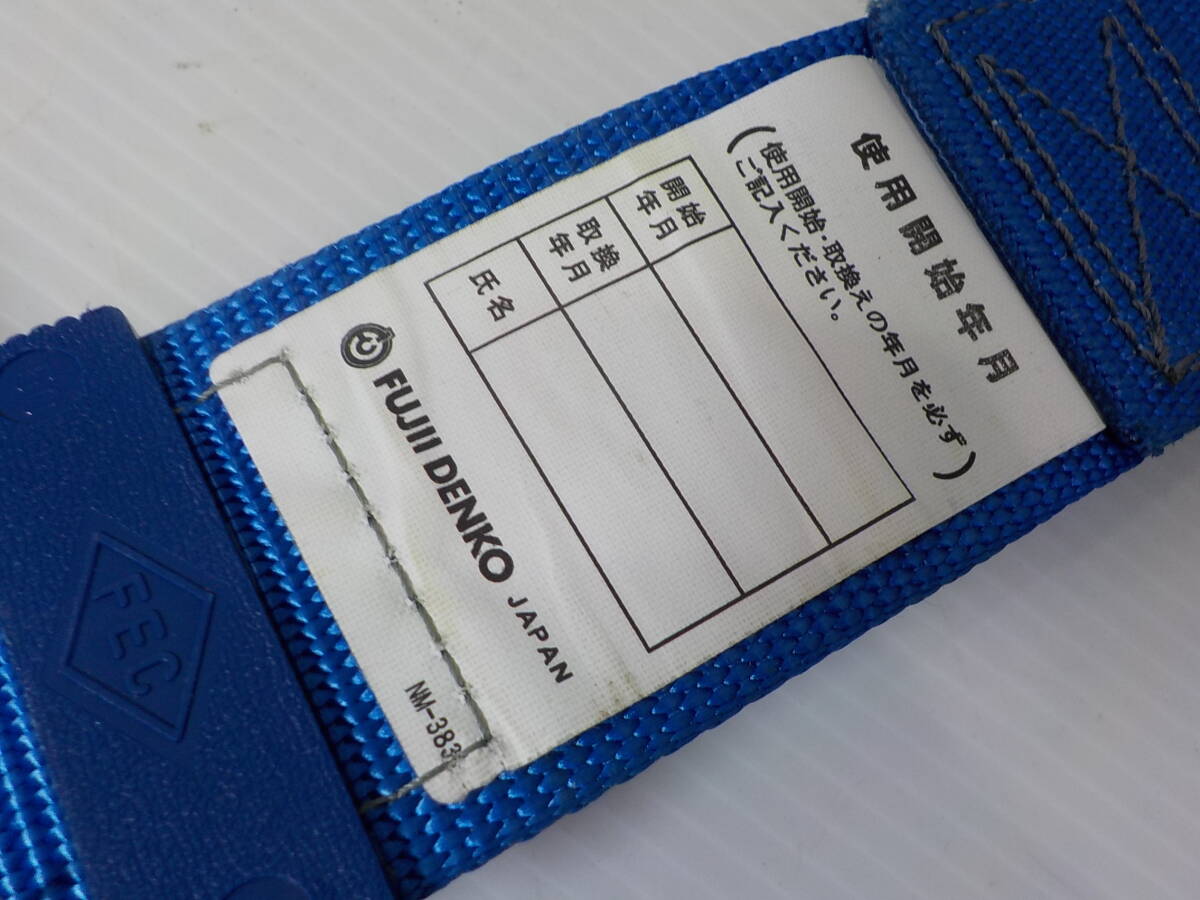 使用開始年月
(使用開始・取換えの年月を必ず
ご記入ください。)
開始
年月
取換
年月
氏名
FUJII DENKO JAPAN
NM-383
FEC